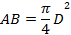 AB = π/4 D²